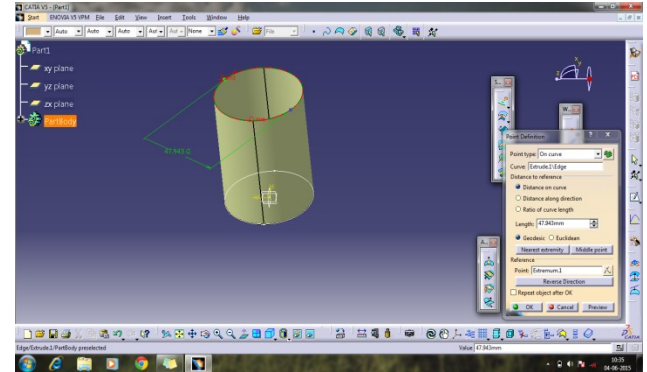 CATIA V5 - [Part1]
Start ENOVIA V5 VPM File Edit View Insert Tools Window Help
Auto Auto Auto Aut Aut None File
Part1
xy plane
yz plane
zx plane
PartBody
47.943
Point Definition ? X
Point type: On curve
Curve: Extrude.1\Edge
Distance to reference
Distance on curve
Distance along direction
Ratio of curve length
Length: 47.943mm
Geodesic Euclidean
Nearest extremity Middle point
Reference
Point: Extremum.1
Reverse Direction
Repeat object after OK
OK Cancel Preview
Edge/Extrude.1/PartBody preselected
Value 47.943mm
10:35
04-06-2015